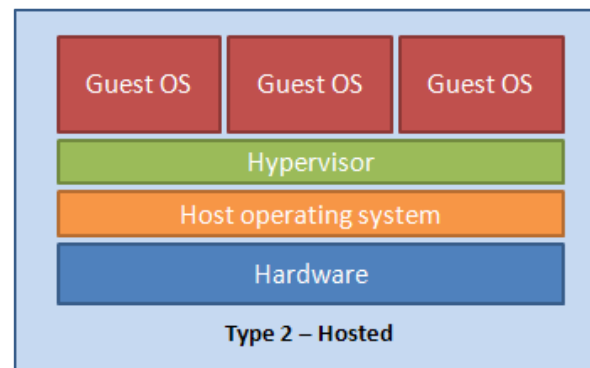 Guest OS Guest OS Guest OS
Hypervisor
Host operating system
Hardware
Type 2 – Hosted